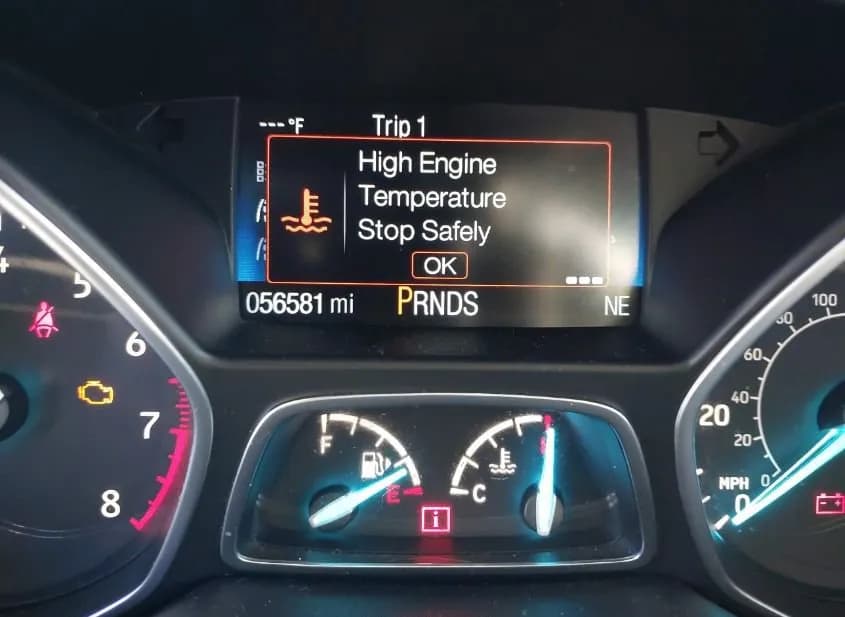 ---°F Trip 1
High Engine
Temperature
Stop Safely
OK
056581 mi PRNDS NE
5
6
7
8
F
E
C
i
100
60
40
20
20
MPH 0
0